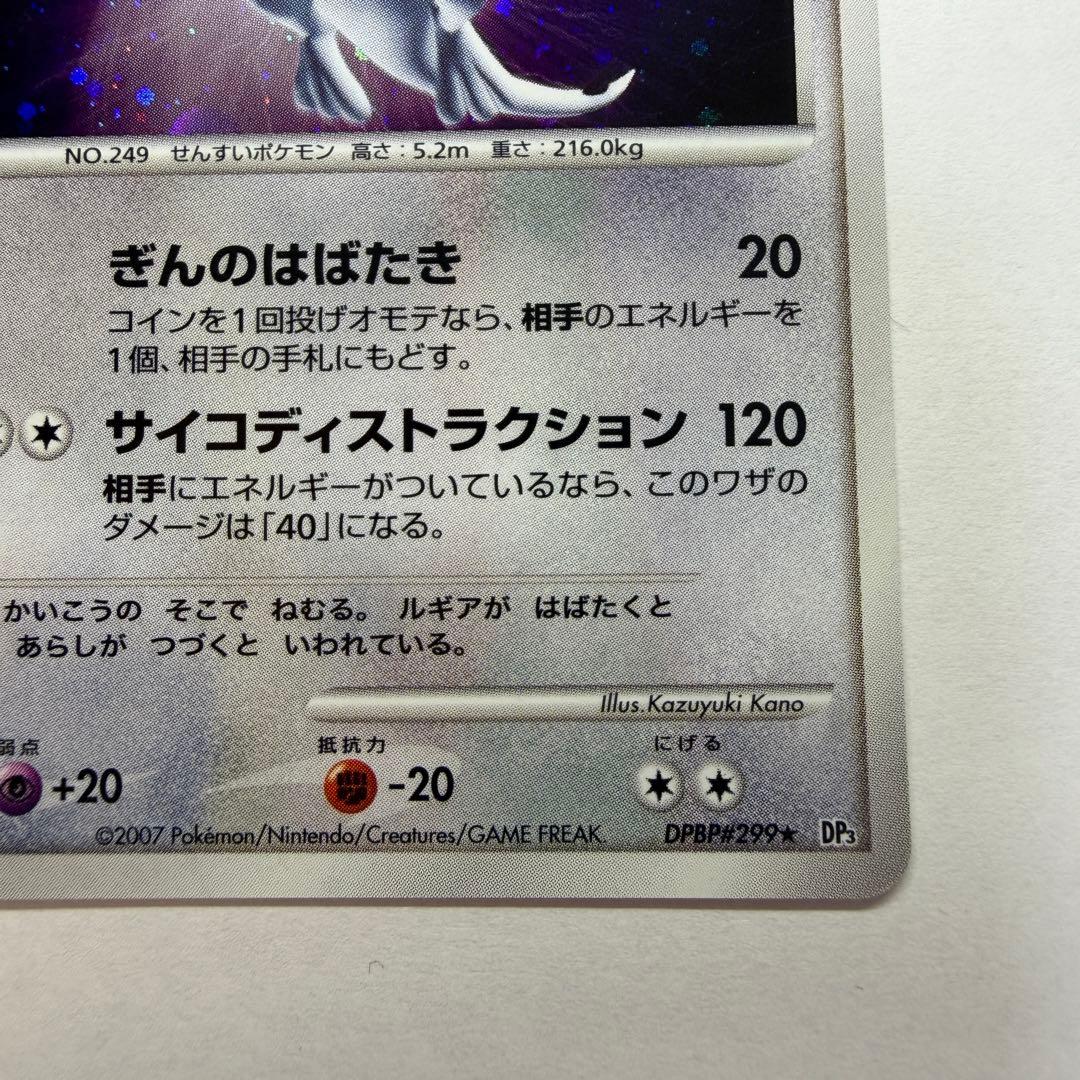 NO.249 せんすいポケモン 高さ：5.2m 重さ：216.0kg
ぎんのはばたき 20
コインを1回投げオモテなら、相手のエネルギーを
1個、相手の手札にもどす。
サイコディストラクション 120
相手にエネルギーがついているなら、このワザの
ダメージは「40」になる。
かいこうの そこで ねむる。 ルギアが はばたくと
あらしが つづくと いわれている。
Illus.Kazuyuki Kano
弱点 抵抗力 にげる
+20 -20
©2007 Pokémon/Nintendo/Creatures/GAME FREAK. DPBP#299★ DP3